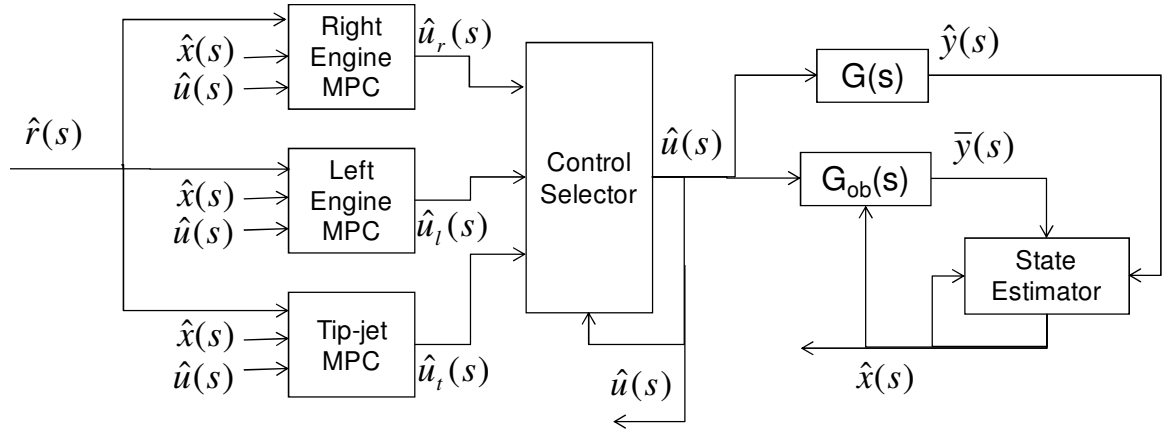 Right
Engine
MPC
x̂(s)
û(s)
û_r(s)
r̂(s)
Left
Engine
MPC
x̂(s)
û(s)
û_l(s)
Tip-jet
MPC
x̂(s)
û(s)
û_t(s)
Control
Selector
û(s)
û(s)
G(s)
ŷ(s)
G_ob(s)
y̅(s)
State
Estimator
x̂(s)